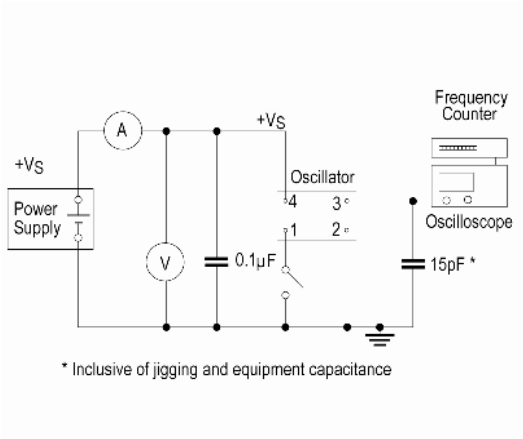 Frequency
Counter
A
+VS
+VS
Oscillator
Power
Supply
4 3
1 2
Oscilloscope
V
0.1µF
15pF *
* Inclusive of jigging and equipment capacitance